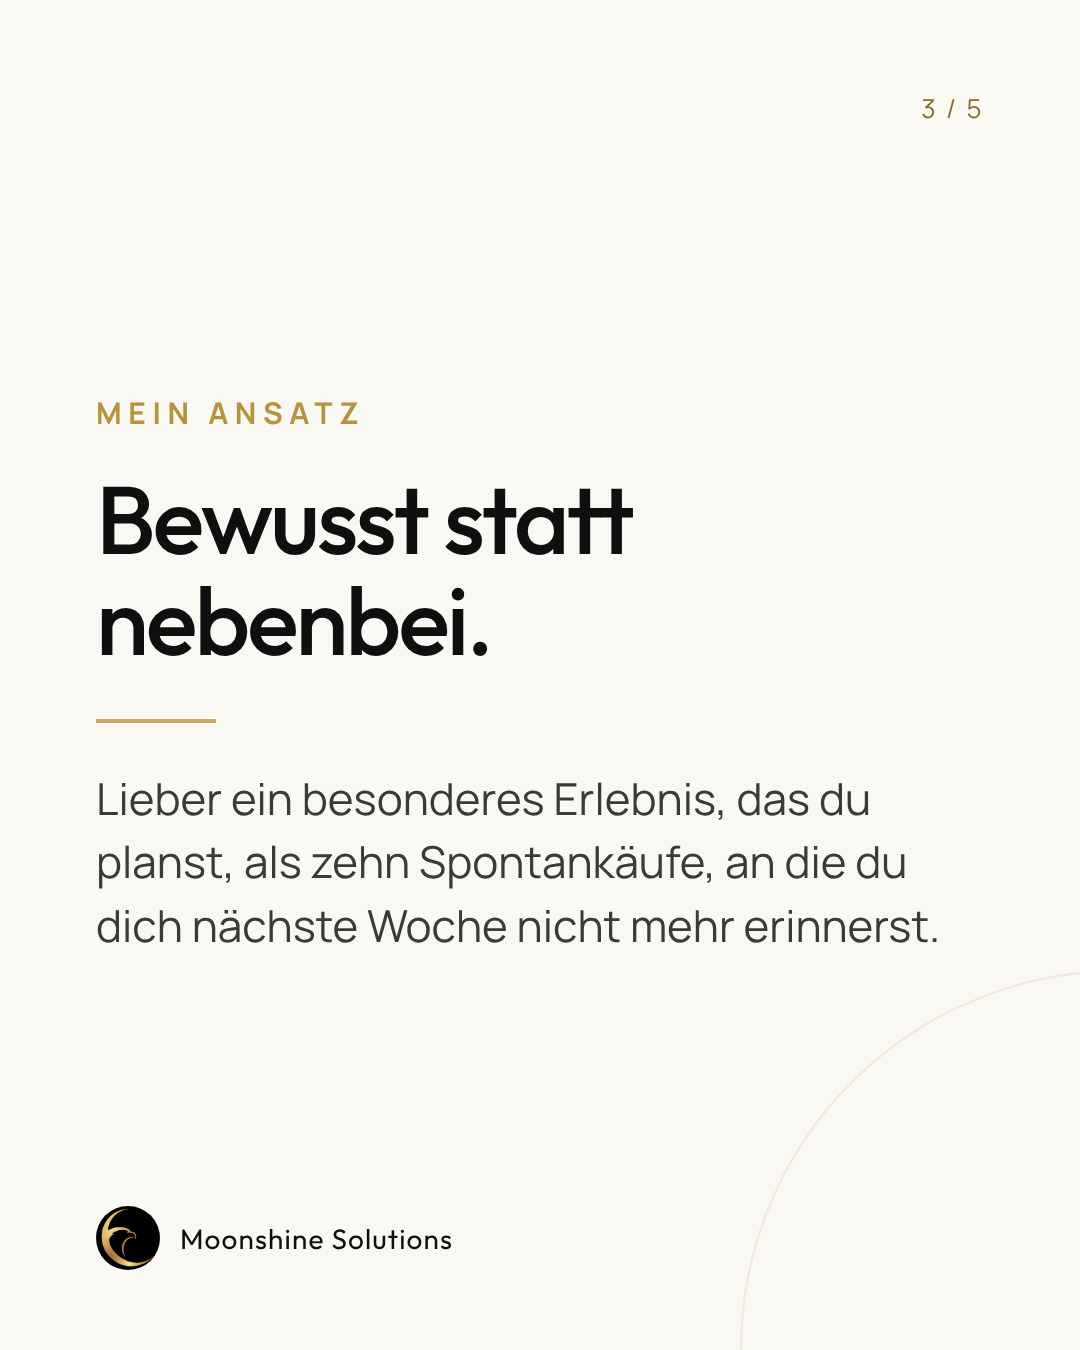 3 / 5
MEIN ANSATZ
Bewusst statt
nebenbei.
Lieber ein besonderes Erlebnis, das du
planst, als zehn Spontankäufe, an die du
dich nächste Woche nicht mehr erinnerst.
Moonshine Solutions